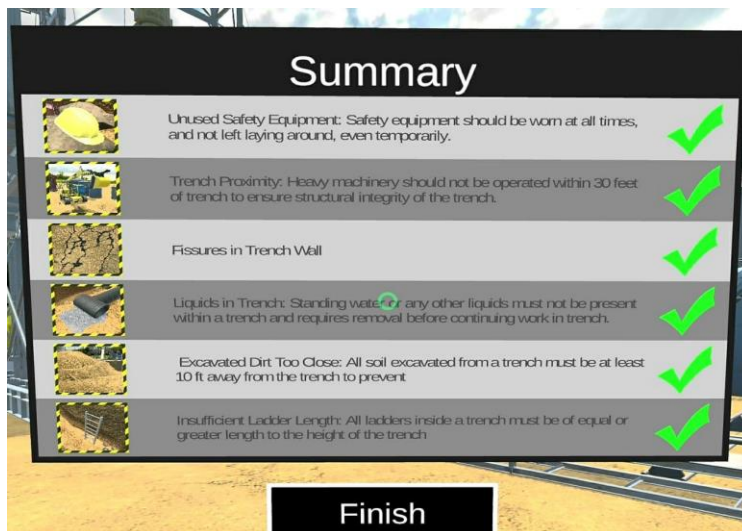 Summary
Unused Safety Equipment: Safety equipment should be worn at all times,
and not left laying around, even temporarily.
Trench Proximity: Heavy machinery should not be operated within 30 feet
of trench to ensure structural integrity of the trench.
Fissures in Trench Wall
Liquids in Trench: Standing water or any other liquids must not be present
within a trench and requires removal before continuing work in trench.
Excavated Dirt Too Close: All soil excavated from a trench must be at least
10 ft away from the trench to prevent
Insufficient Ladder Length: All ladders inside a trench must be of equal or
greater length to the height of the trench
Finish